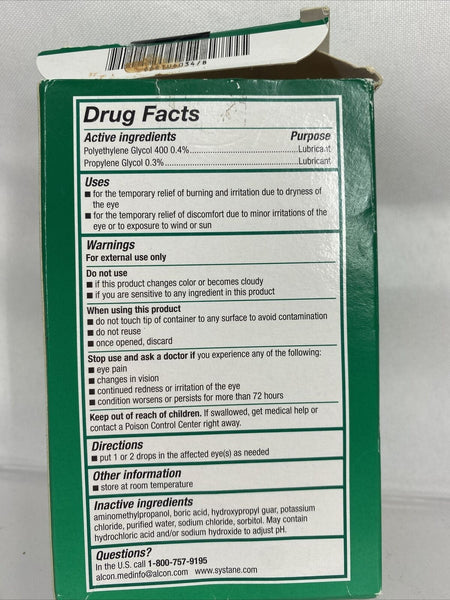 Drug Facts
Active ingredients Purpose
Polyethylene Glycol 400 0.4%..........................Lubricant
Propylene Glycol 0.3%....................................Lubricant
Uses
■ for the temporary relief of burning and irritation due to dryness of
the eye
■ for the temporary relief of discomfort due to minor irritations of the
eye or to exposure to wind or sun
Warnings
For external use only
Do not use
■ if this product changes color or becomes cloudy
■ if you are sensitive to any ingredient in this product
When using this product
■ do not touch tip of container to any surface to avoid contamination
■ do not reuse
■ once opened, discard
Stop use and ask a doctor if you experience any of the following:
■ eye pain
■ changes in vision
■ continued redness or irritation of the eye
■ condition worsens or persists for more than 72 hours
Keep out of reach of children. If swallowed, get medical help or
contact a Poison Control Center right away.
Directions
■ put 1 or 2 drops in the affected eye(s) as needed
Other information
■ store at room temperature
Inactive ingredients
aminomethylpropanol, boric acid, hydroxypropyl guar, potassium
chloride, purified water, sodium chloride, sorbitol. May contain
hydrochloric acid and/or sodium hydroxide to adjust pH.
Questions?
In the U.S. call 1-800-757-9195
alcon.medinfo@alcon.com www.systane.com